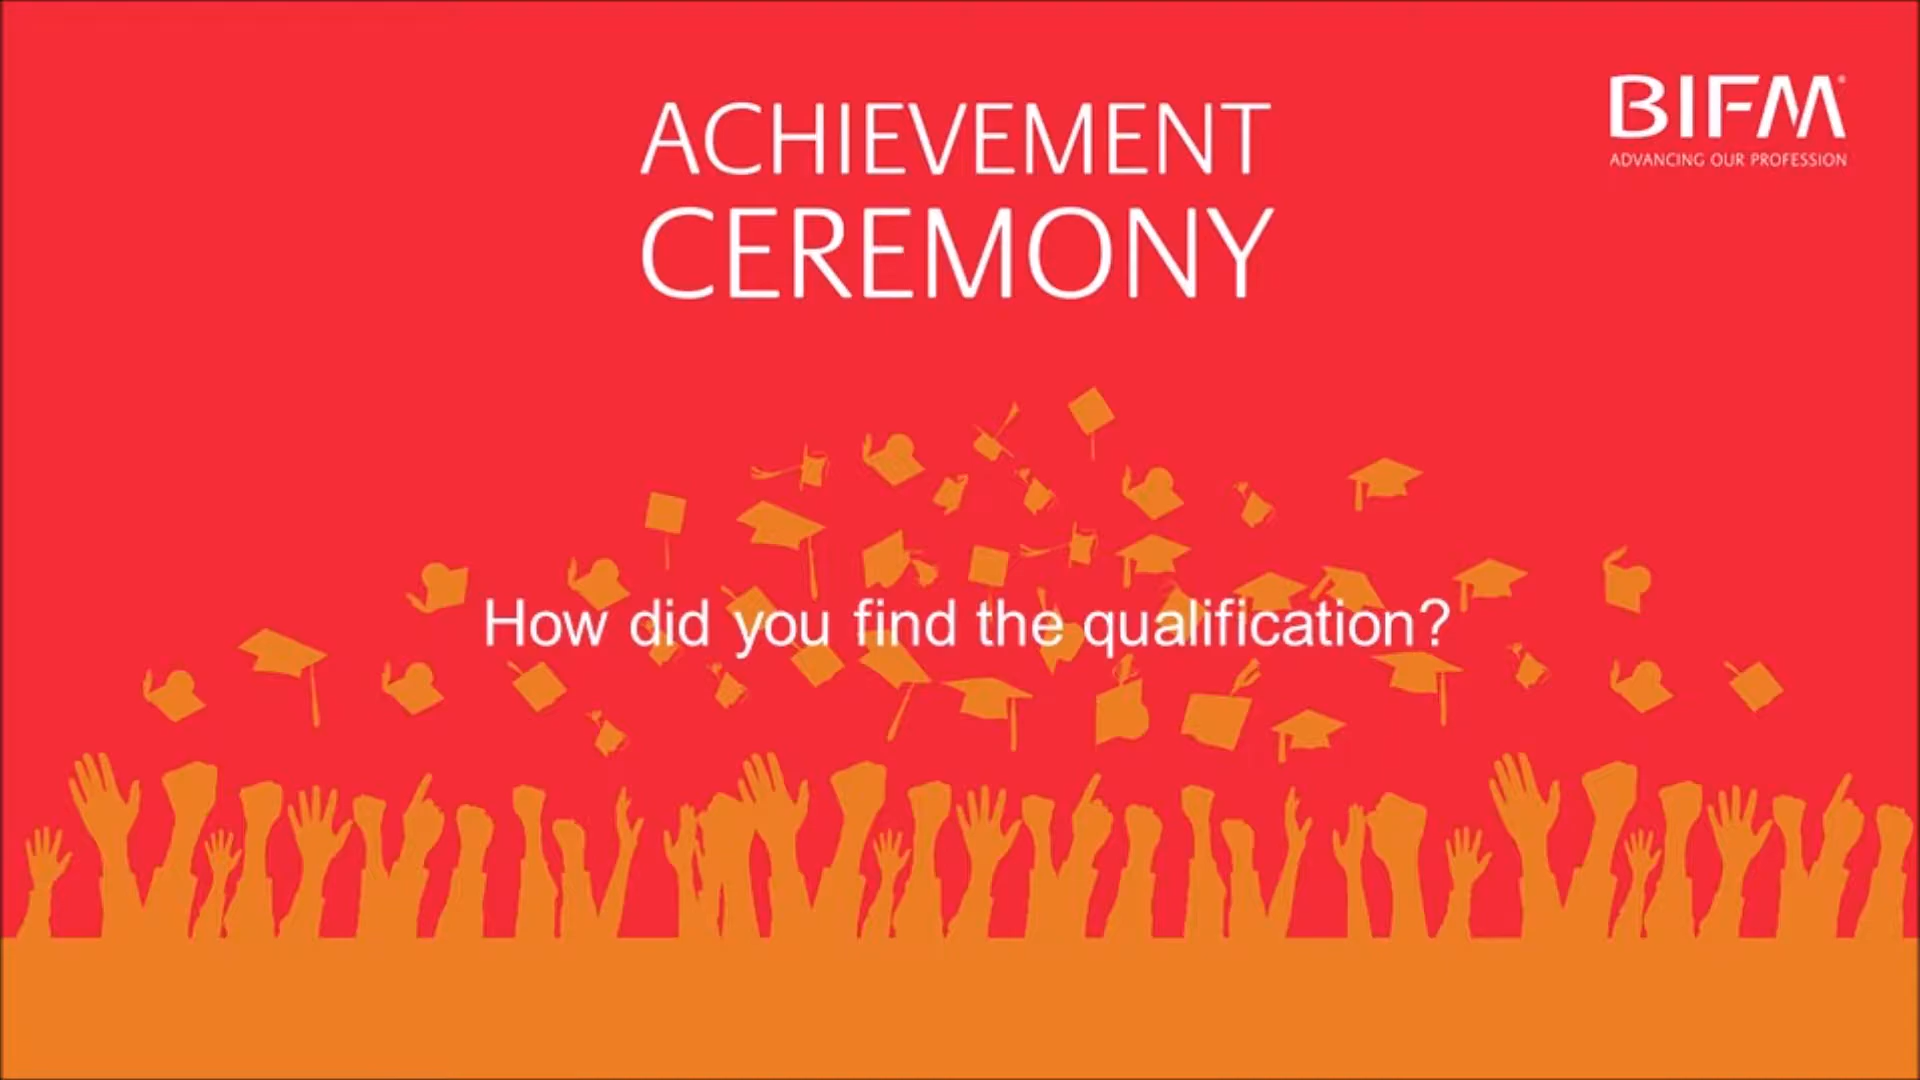 ACHIEVEMENT
CEREMONY
BIFM
ADVANCING OUR PROFESSION
How did you find the qualification?